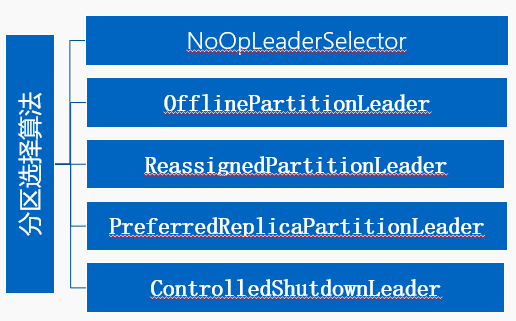 分区选择算法
NoOpLeaderSelector
OfflinePartitionLeader
ReassignedPartitionLeader
PreferredReplicaPartitionLeader
ControlledShutdownLeader